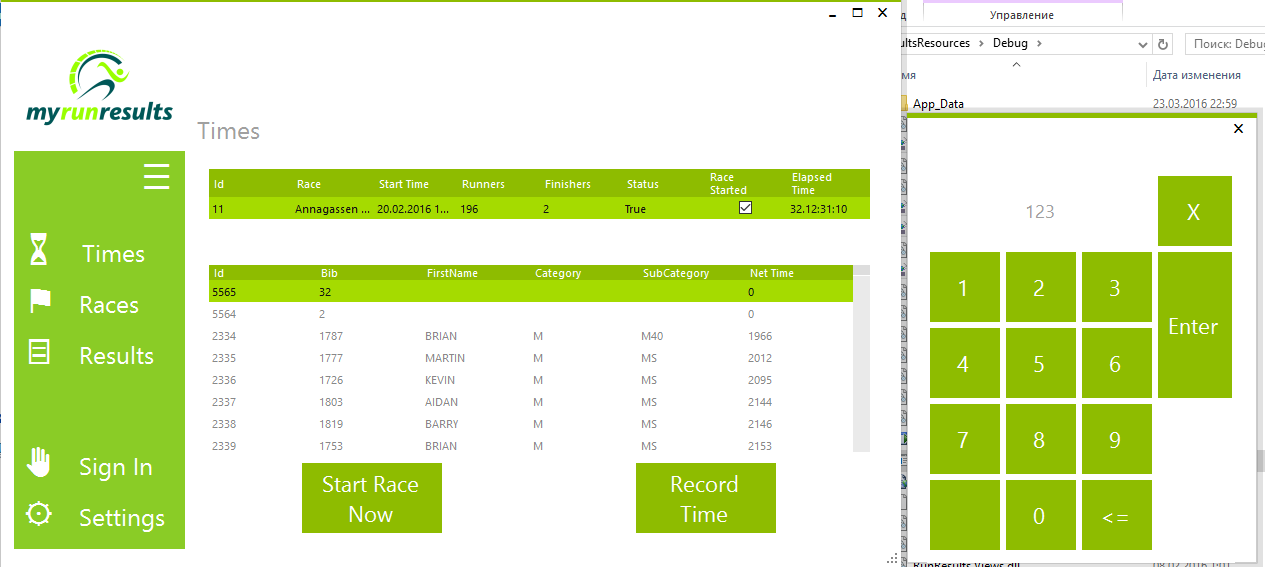 Управление
ultsResources > Debug >
Поиск: Debug
мя
Дата изменения
App_Data
23.03.2016 22:59
myrunresults
Times
Times
Races
Results
Sign In
Settings
Id Race Start Time Runners Finishers Status Race Started Elapsed Time
11 Annagassen ... 20.02.2016 1... 196 2 True 32.12:31:10
Id Bib FirstName Category SubCategory Net Time
5565 32 0
5564 2 0
2334 1787 BRIAN M M40 1966
2335 1777 MARTIN M MS 2012
2336 1726 KEVIN M MS 2095
2337 1803 AIDAN M MS 2144
2338 1819 BARRY M MS 2146
2339 1753 BRIAN M MS 2153
Start Race
Now
Record
Time
123
X
1 2 3
Enter
4 5 6
7 8 9
0 <=
RunResults.Views.dll
08.02.2016 1:01